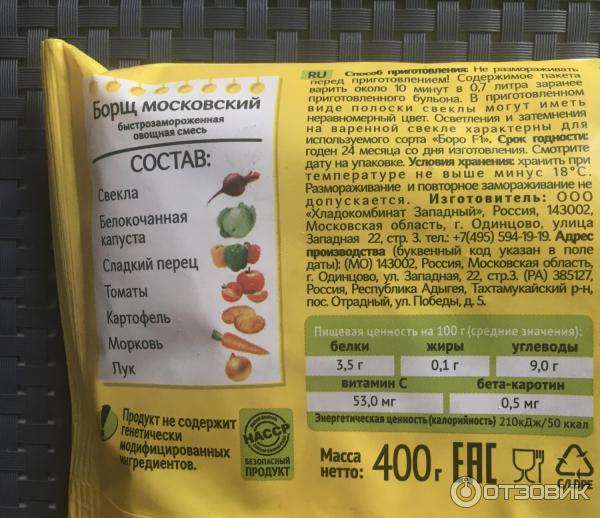 Борщ московский
быстрозамороженная
овощная смесь
СОСТАВ:
Свекла
Белокочанная
капуста
Сладкий перец
Томаты
Картофель
Морковь
Лук
Продукт не содержит
генетически
модифицированных
ингредиентов.
HACCP
БЕЗОПАСНЫЙ
ПРОДУКТ
RU Способ приготовления: Не размораживать
перед приготовлением! Содержимое пакета
варить около 10 минут в 0,7 литра заранее
приготовленного бульона. В приготовленном
виде полоски свеклы могут иметь
неравномерный цвет. Осветления и затемнения
на вареной свекле характерны для
используемого сорта «Боро F1». Срок годности:
годен 24 месяца со дня изготовления. Смотрите
дату на упаковке. Условия хранения: хранить при
температуре не выше минус 18°С.
Размораживание и повторное замораживание не
допускается. Изготовитель: ООО
«Хладокомбинат Западный», Россия, 143002,
Московская область, г. Одинцово, улица
Западная 22, стр. 3. тел.: +7(495) 594-19-19. Адрес
производства (буквенный код указан в поле
даты): (МО) 143002, Россия, Московская область,
г. Одинцово, ул. Западная, 22, стр.3. (РА) 385127,
Россия, Республика Адыгея, Тахтамукайский р-н,
пос. Отрадный, ул. Победы, д. 5.
Пищевая ценность на 100 г (средние значения):
белки жиры углеводы
3,5 г 0,1 г 9,0 г
витамин С бета-каротин
53,0 мг 0,5 мг
Энергетическая ценность (калорийность) 210кДж/50 ккал
Масса
нетто: 400г EAC
C/LDPE
ОТЗОВИК